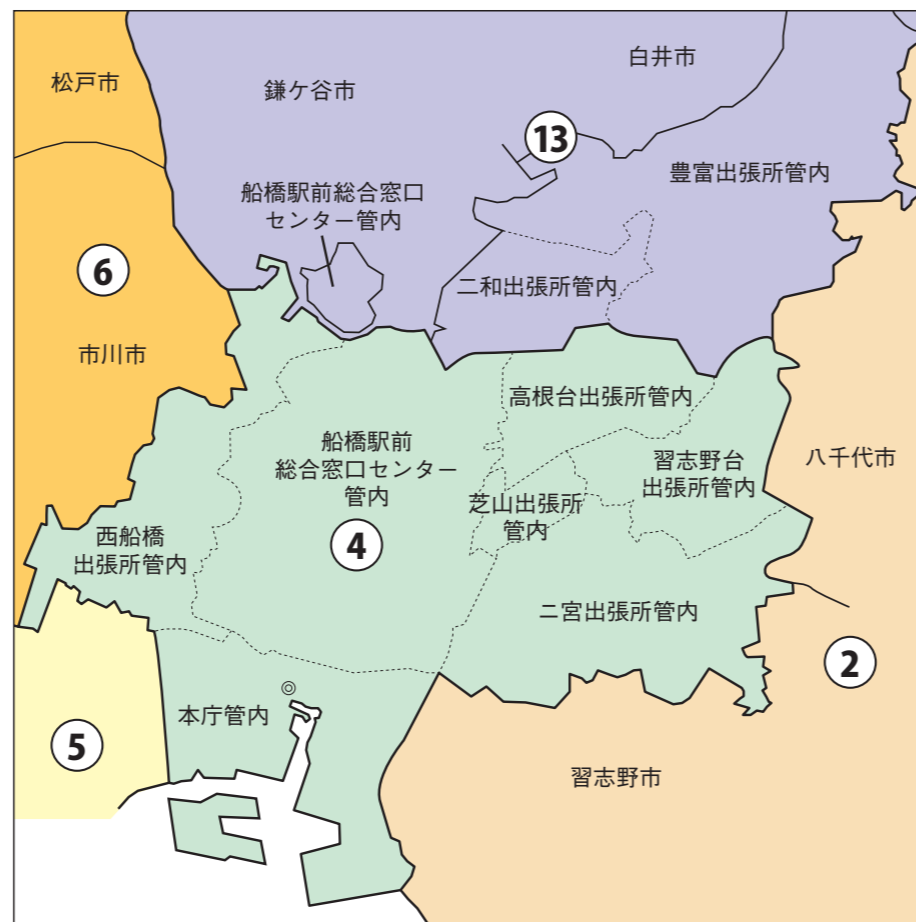 松戸市
鎌ケ谷市
白井市
13
豊富出張所管内
船橋駅前総合窓口
センター管内
6
二和出張所管内
市川市
高根台出張所管内
船橋駅前
総合窓口センター
管内
習志野台
出張所管内
八千代市
芝山出張所
管内
西船橋
出張所管内
4
二宮出張所管内
2
本庁管内
5
習志野市